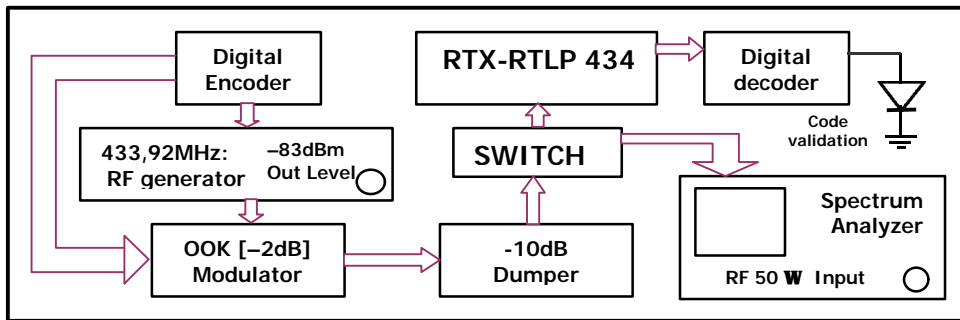 Digital
Encoder
RTX-RTLP 434
Digital
decoder
Code
validation
433,92MHz:
RF generator
–83dBm
Out Level
SWITCH
Spectrum
Analyzer
RF 50 W Input
OOK [–2dB]
Modulator
-10dB
Dumper